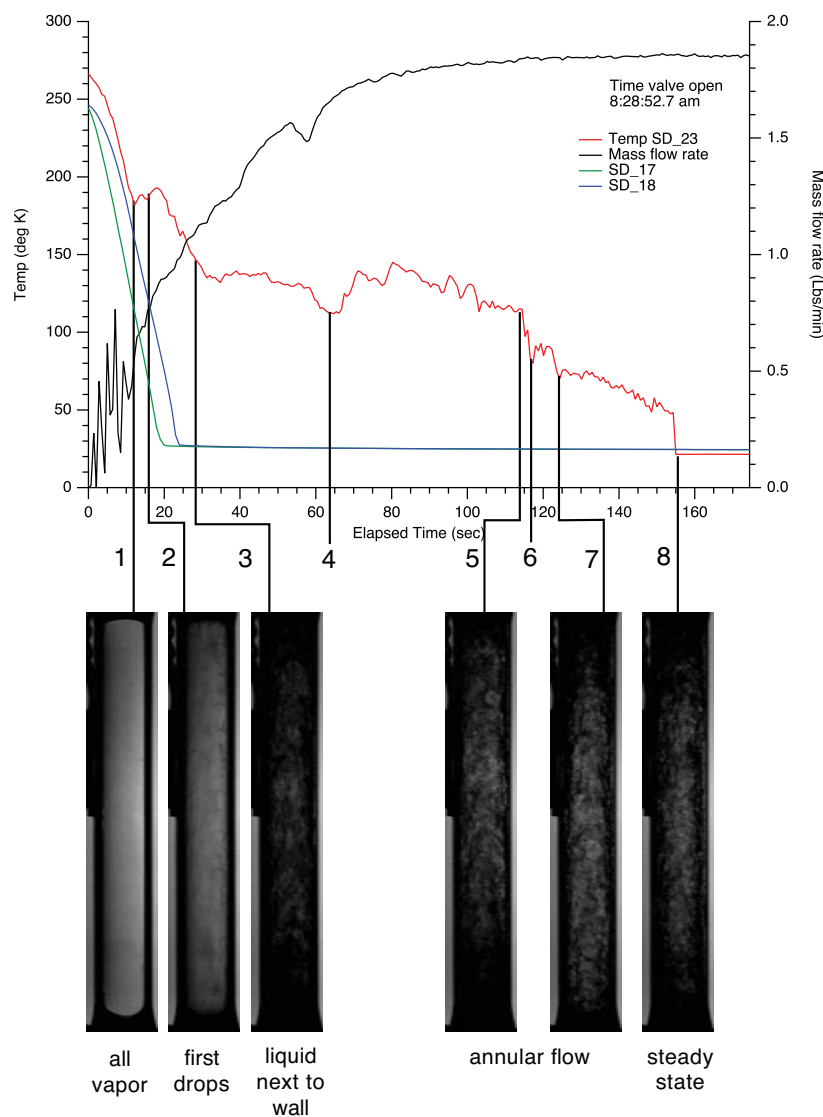 300
250
200
150
100
50
0
Temp (deg K)
2.0
1.5
1.0
0.5
0.0
Mass flow rate (Lbs/min)
Time valve open
8:28:52.7 am
Temp SD_23
Mass flow rate
SD_17
SD_18
0 20 40 60 80 100 120 140 160
Elapsed Time (sec)
1 2 3 4 5 6 7 8
all
vapor
first
drops
liquid
next to
wall
annular flow
steady
state